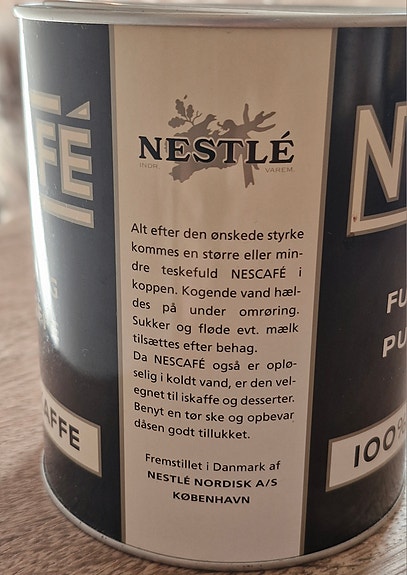 NESTLÉ
INDR. VAREM.
Alt efter den ønskede styrke
kommes en større eller min-
dre teskefuld NESCAFÉ i
koppen. Kogende vand hæl-
des på under omrøring.
Sukker og fløde evt. mælk
tilsættes efter behag.
Da NESCAFÉ også er oplø-
selig i koldt vand, er den vel-
egnet til iskaffe og desserter.
Benyt en tør ske og opbevar
dåsen godt tillukket.
Fremstillet i Danmark af
NESTLÉ NORDISK A/S
KØBENHAVN
FÉ
AFFE
N
FU
PU
100%